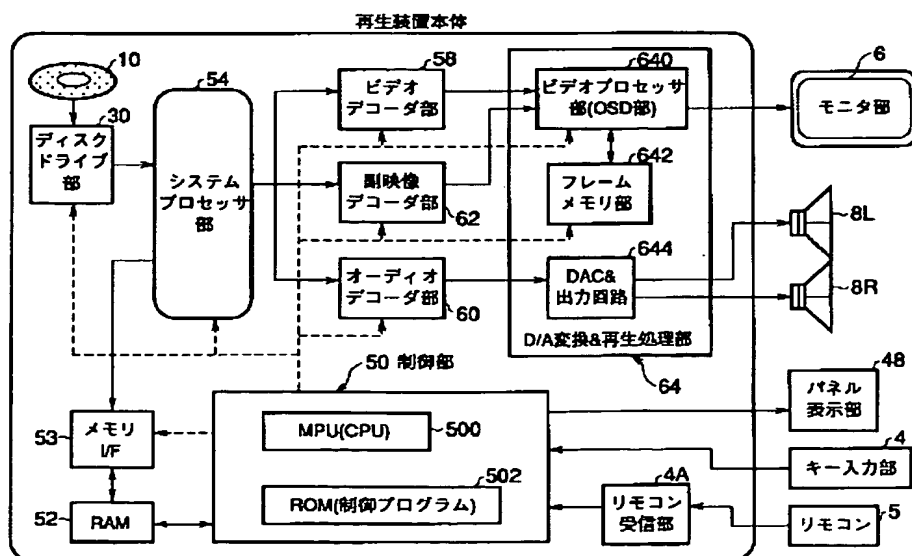 再生装置本体
10
30
ディスク
ドライブ
部
54
システム
プロセッサ
部
58
ビデオ
デコーダ部
副映像
デコーダ部
62
オーディオ
デコーダ部
60
640
ビデオプロセッサ
部(OSD部)
642
フレーム
メモリ部
644
DAC&
出力回路
D/A変換&再生処理部
64
6
モニタ部
8L
8R
50 制御部
MPU(CPU)
500
502
ROM(制御プログラム)
53
メモリ
I/F
52
RAM
4A
リモコン
受信部
48
パネル
表示部
4
キー入力部
5
リモコン